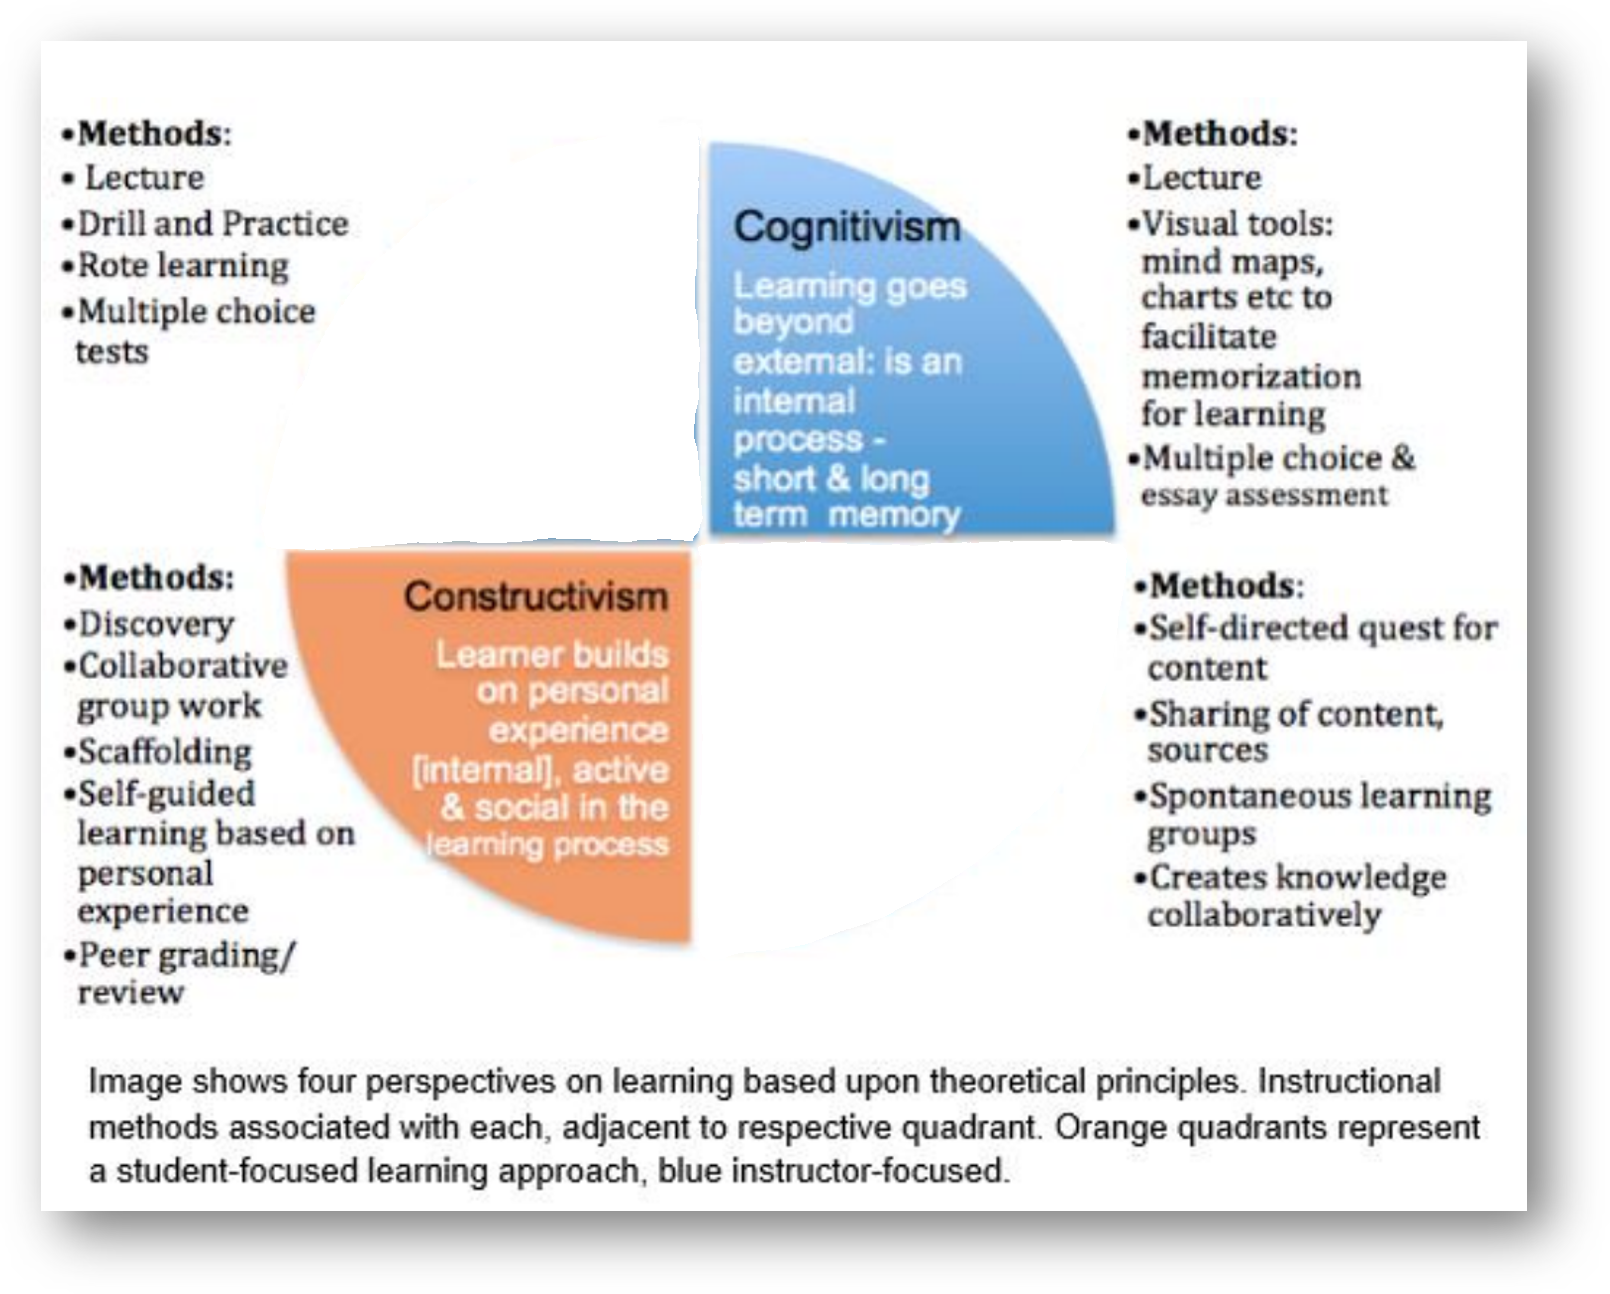 •Methods:
• Lecture
•Drill and Practice
•Rote learning
•Multiple choice
tests
Cognitivism
Learning goes
beyond
external: is an
internal
process -
short & long
term memory
•Methods:
•Lecture
•Visual tools:
mind maps,
charts etc to
facilitate
memorization
for learning
•Multiple choice &
essay assessment
•Methods:
•Discovery
•Collaborative
group work
•Scaffolding
•Self-guided
learning based on
personal
experience
•Peer grading/
review
Constructivism
Learner builds
on personal
experience
[internal], active
& social in the
learning process
•Methods:
•Self-directed quest for
content
•Sharing of content,
sources
•Spontaneous learning
groups
•Creates knowledge
collaboratively
Image shows four perspectives on learning based upon theoretical principles. Instructional
methods associated with each, adjacent to respective quadrant. Orange quadrants represent
a student-focused learning approach, blue instructor-focused.